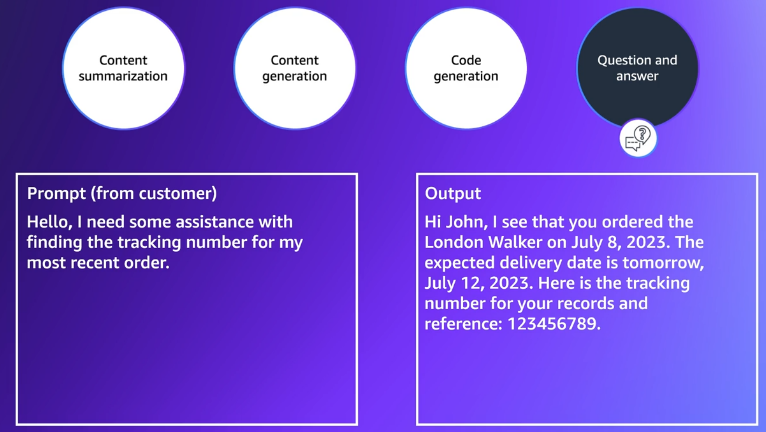 Content
summarization
Content
generation
Code
generation
Question and
answer
Prompt (from customer)
Hello, I need some assistance with
finding the tracking number for my
most recent order.
Output
Hi John, I see that you ordered the
London Walker on July 8, 2023. The
expected delivery date is tomorrow,
July 12, 2023. Here is the tracking
number for your records and
reference: 123456789.